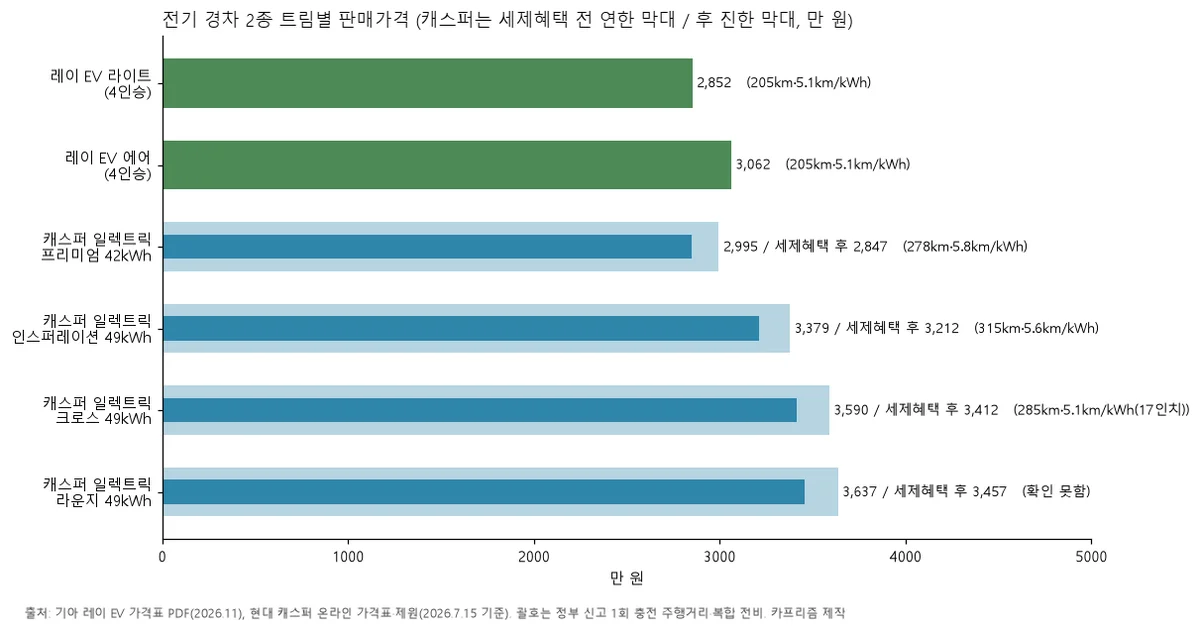 전기 경차 2종 트림별 판매가격 (캐스퍼는 세제혜택 전 연한 막대 / 후 진한 막대, 만 원)
레이 EV 라이트
(4인승)
2,852 (205km·5.1km/kWh)
레이 EV 에어
(4인승)
3,062 (205km·5.1km/kWh)
캐스퍼 일렉트릭
프리미엄 42kWh
2,995 / 세제혜택 후 2,847 (278km·5.8km/kWh)
캐스퍼 일렉트릭
인스퍼레이션 49kWh
3,379 / 세제혜택 후 3,212 (315km·5.6km/kWh)
캐스퍼 일렉트릭
크로스 49kWh
3,590 / 세제혜택 후 3,412 (285km·5.1km/kWh(17인치))
캐스퍼 일렉트릭
라운지 49kWh
3,637 / 세제혜택 후 3,457 (확인 못함)
0 1000 2000 3000 4000 5000
만 원
출처: 기아 레이 EV 가격표 PDF(2026.11), 현대 캐스퍼 온라인 가격표·제원(2026.7.15 기준). 괄호는 정부 신고 1회 충전 주행거리·복합 전비. 카프리즘 제작